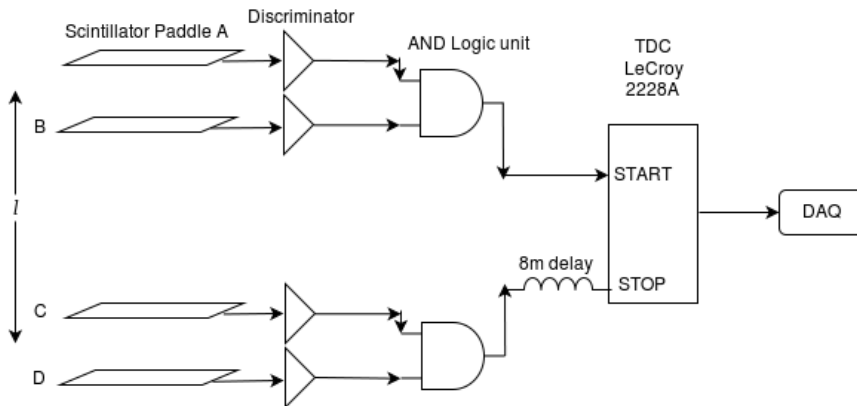 Discriminator
Scintillator Paddle A
AND Logic unit
TDC
LeCroy
2228A
B
START
l
DAQ
8m delay
STOP
C
D